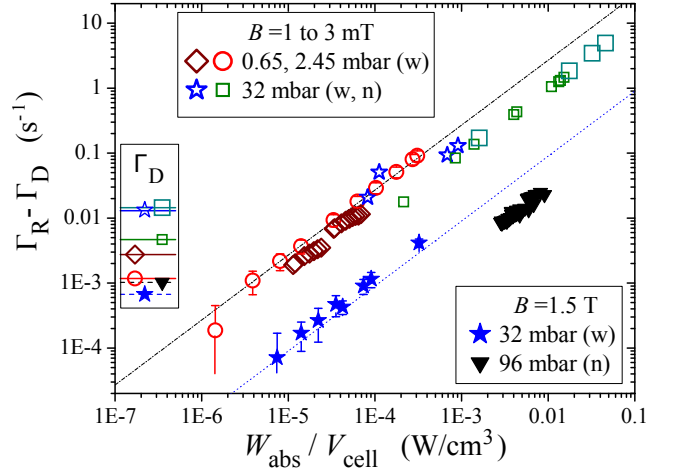 B=1 to 3 mT
0.65, 2.45 mbar (w)
32 mbar (w, n)
10
1
0.1
0.01
1E-3
1E-4
Γ_R- Γ_D (s⁻¹)
Γ_D
B=1.5 T
32 mbar (w)
96 mbar (n)
1E-7 1E-6 1E-5 1E-4 1E-3 0.01 0.1
W_abs / V_cell (W/cm³)